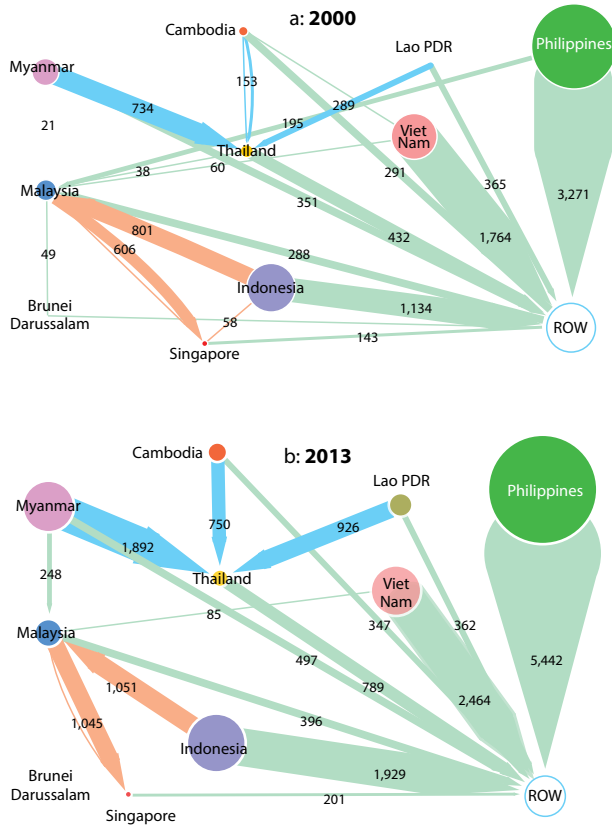 a: 2000
Cambodia
Lao PDR
Philippines
Myanmar
153
734
289
195
21
Viet
Nam
Thailand
38
60
291
365
Malaysia
351
3,271
801
432
1,764
606
49
288
Indonesia
Brunei
Darussalam
1,134
58
ROW
143
Singapore
b: 2013
Cambodia
Lao PDR
Philippines
Myanmar
750
926
1,892
248
Thailand
Viet
Nam
85
347
362
Malaysia
497
5,442
1,051
789
2,464
1,045
396
Indonesia
Brunei
Darussalam
1,929
ROW
201
Singapore